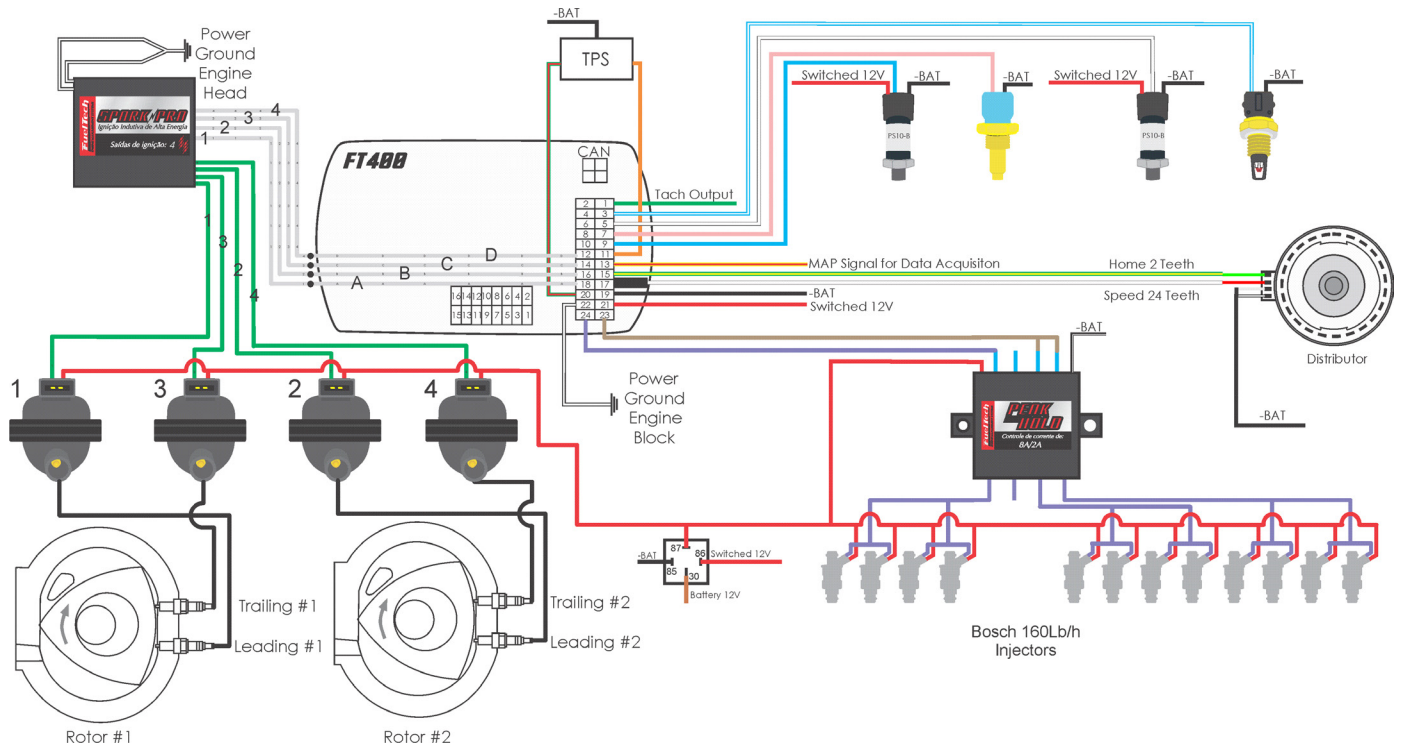 -BAT
Power
Ground
Engine
Head
TPS
Switched 12V
-BAT
-BAT
Switched 12V
-BAT
-BAT
FuelTech
SPARK PRO
Ignição Indutiva de Alta Energia
Saídas de ignição: 4
4
3
2
1
PS10-B
PS10-B
FT400
CAN
Tach Output
2 1
4 3
6 5
8 7
10 9
12 11
14 13
16 15
18 17
20 19
22 21
24 23
1
3
2
4
D
C
B
A
MAP Signal for Data Acquisiton
Home 2 Teeth
-BAT
Switched 12V
Speed 24 Teeth
16 14 12 10 8 6 4 2
15 13 11 9 7 5 3 1
-BAT
Distributor
1
3
2
4
Power
Ground
Engine
Block
FuelTech
PEAK
HOLD
Controle de corrente de:
8A/2A
-BAT
87
86
85
30
-BAT
Switched 12V
Battery 12V
Trailing #1
Leading #1
Trailing #2
Leading #2
Bosch 160Lb/h
Injectors
Rotor #1
Rotor #2